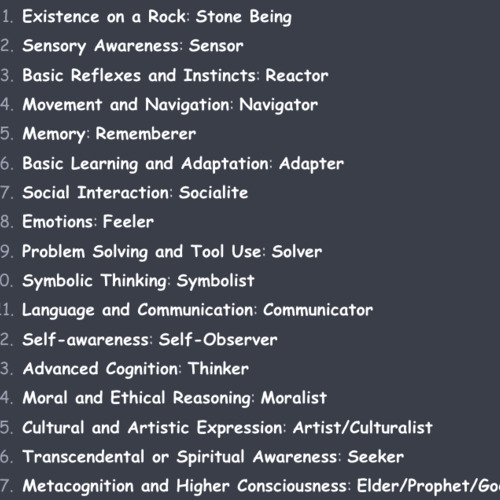 1. Existence on a Rock: Stone Being
2. Sensory Awareness: Sensor
3. Basic Reflexes and Instincts: Reactor
4. Movement and Navigation: Navigator
5. Memory: Rememberer
6. Basic Learning and Adaptation: Adapter
7. Social Interaction: Socialite
8. Emotions: Feeler
9. Problem Solving and Tool Use: Solver
0. Symbolic Thinking: Symbolist
1. Language and Communication: Communicator
2. Self-awareness: Self-Observer
3. Advanced Cognition: Thinker
4. Moral and Ethical Reasoning: Moralist
5. Cultural and Artistic Expression: Artist/Culturalist
6. Transcendental or Spiritual Awareness: Seeker
7. Metacognition and Higher Consciousness: Elder/Prophet/Go